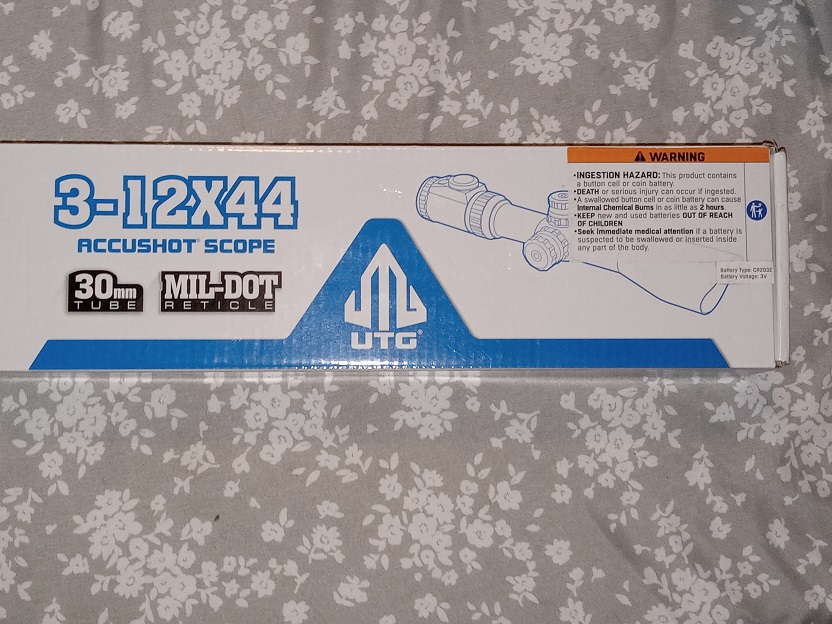 3-12X44
ACCUSHOT® SCOPE
30mm
TUBE
MIL-DOT
RETICLE
UTG®
WARNING
•INGESTION HAZARD: This product contains
a button cell or coin battery.
•DEATH or serious injury can occur if ingested.
•A swallowed button cell or coin battery can cause
Internal Chemical Burns in as little as 2 hours.
•KEEP new and used batteries OUT OF REACH
OF CHILDREN
•Seek immediate medical attention if a battery is
suspected to be swallowed or inserted inside
any part of the body.
Battery Type: CR2032
Battery Voltage: 3V